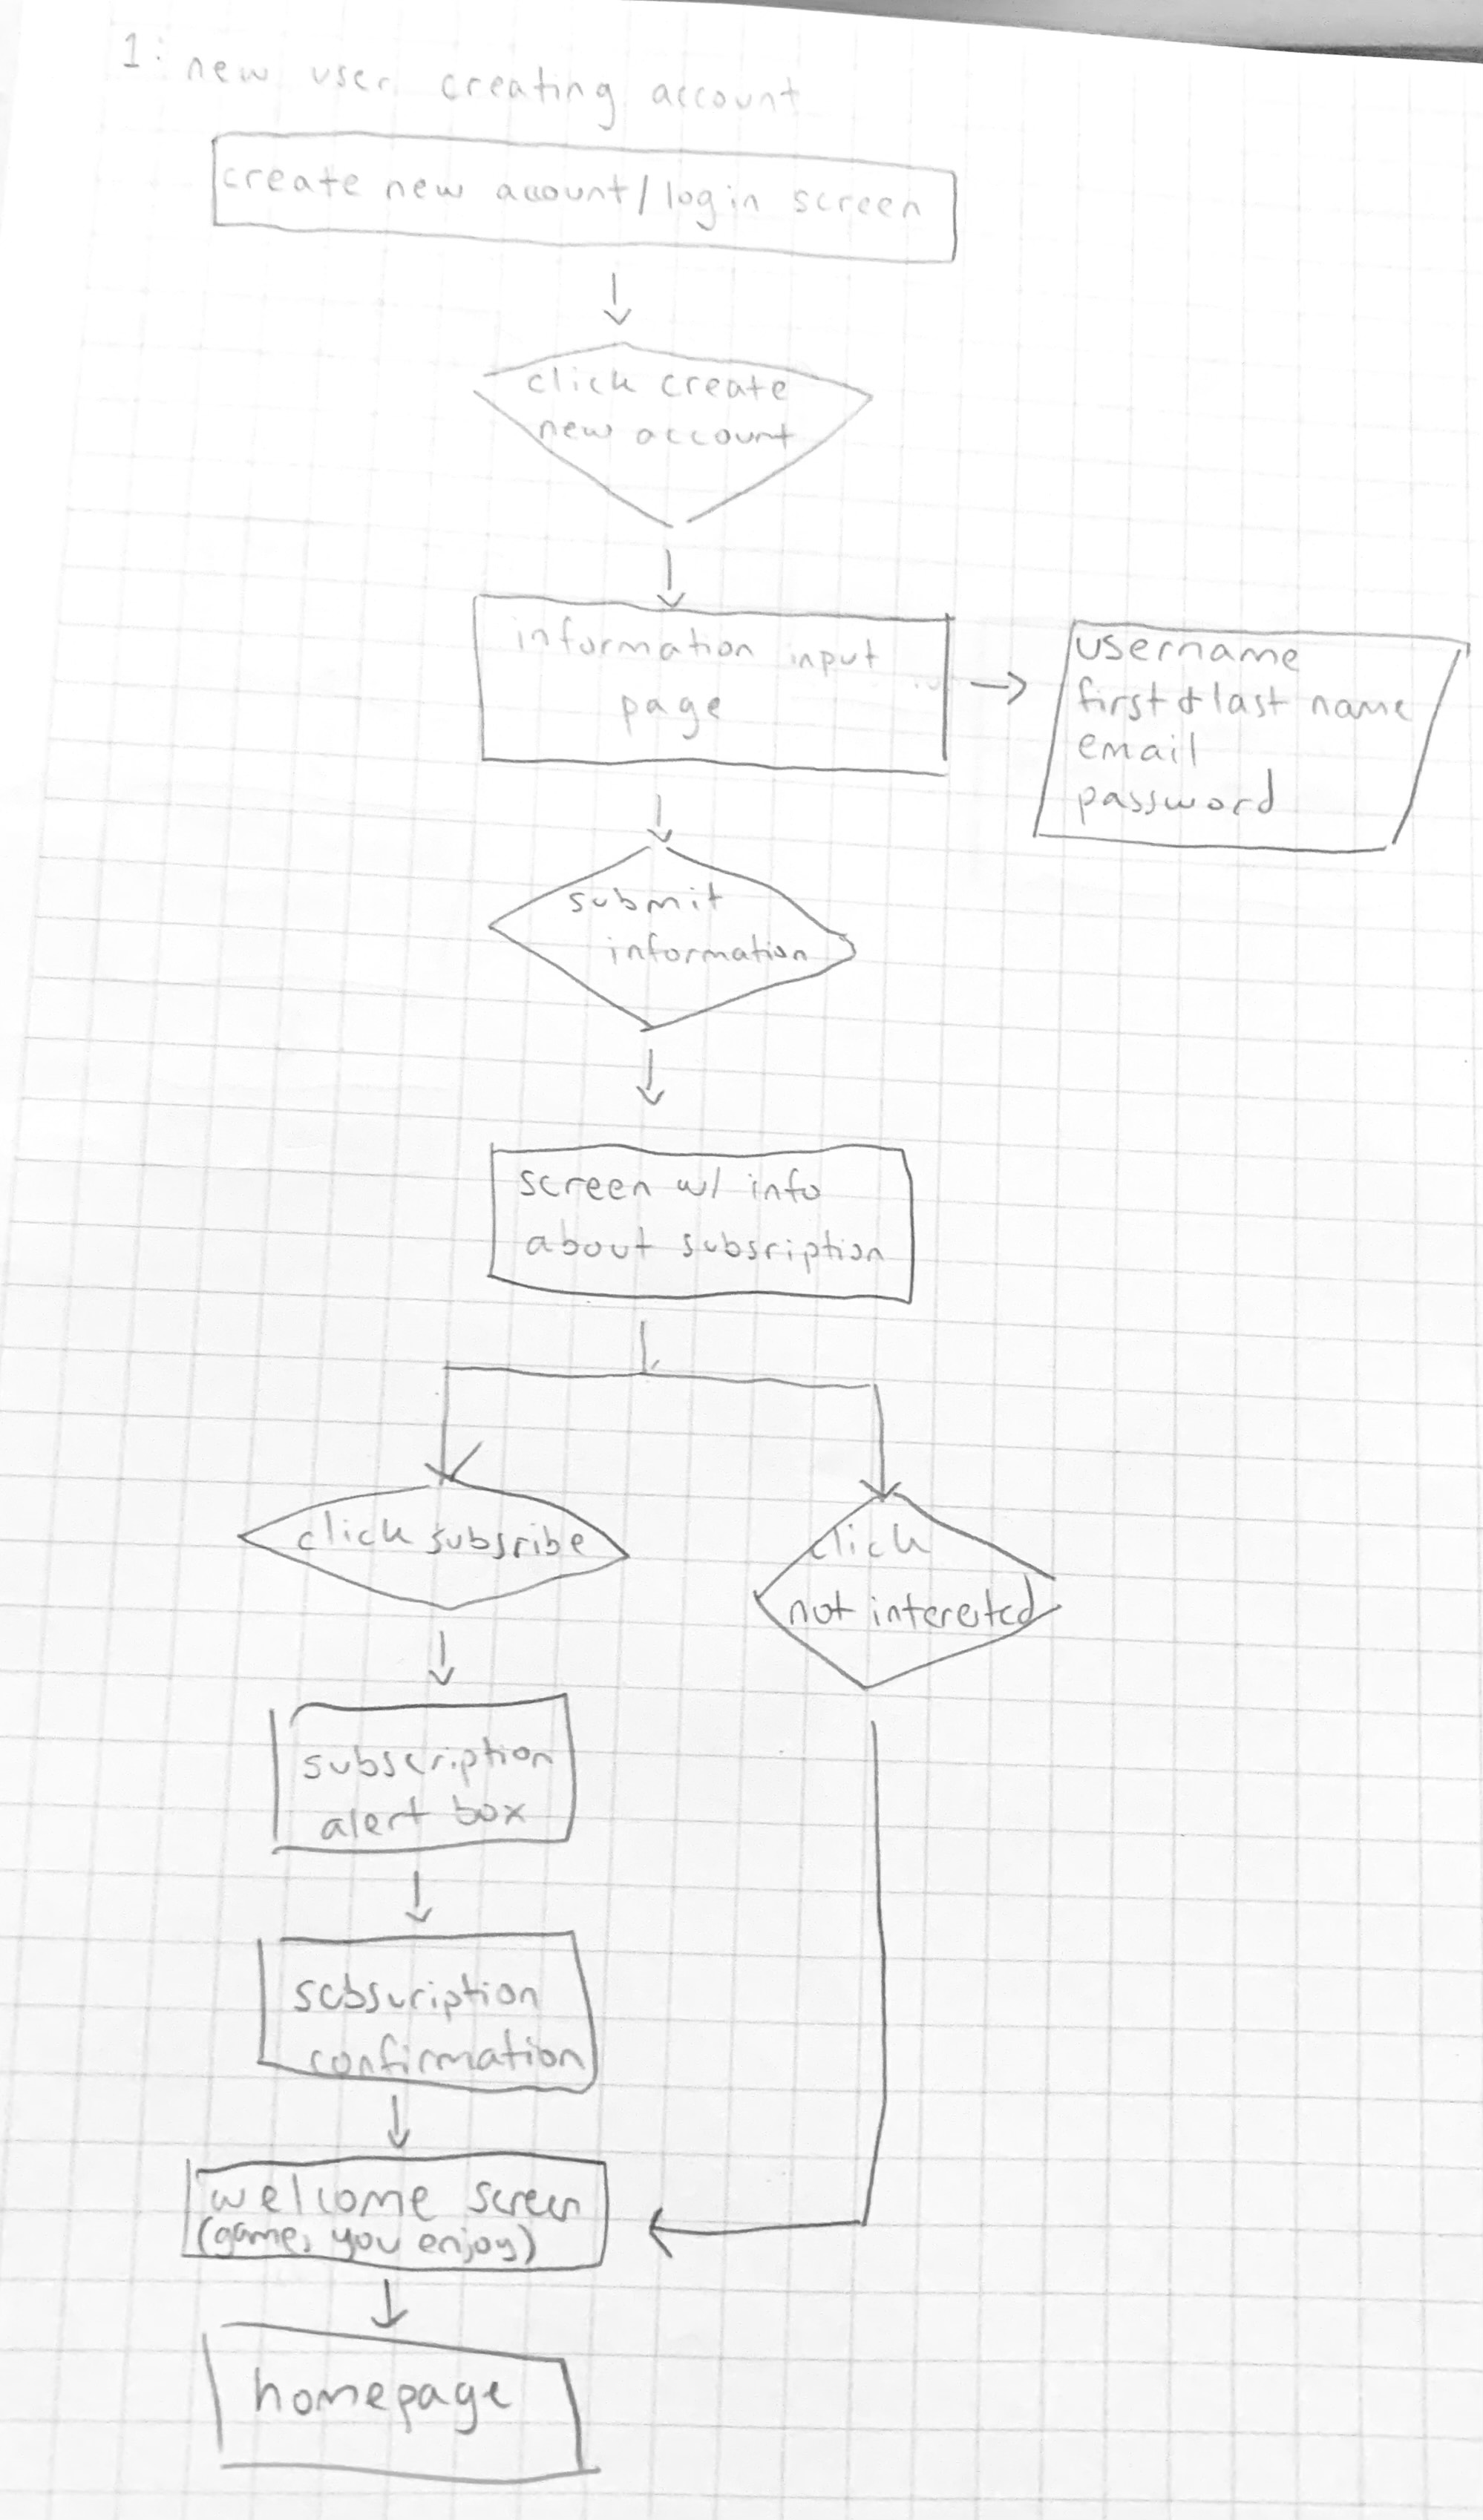 1: new user creating account
create new account/login screen
click create
new account
information input
page
username
first & last name
email
password
submit
information
screen w/ info
about subsription
click subsribe
click
not interested
subscription
alert box
subsuription
confirmation
welcome screen
(games you enjoy)
homepage